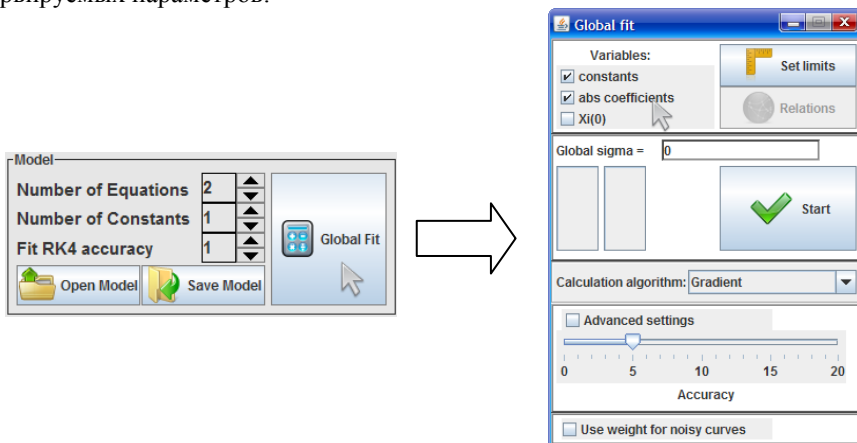 параметров.
Model
Number of Equations 2
Number of Constants 1
Fit RK4 accuracy 1
Open Model Save Model
Global Fit
Global fit
Variables:
constants
abs coefficients
Xi(0)
Set limits
Relations
Global sigma = 0
Start
Calculation algorithm: Gradient
Advanced settings
0 5 10 15 20
Accuracy
Use weight for noisy curves